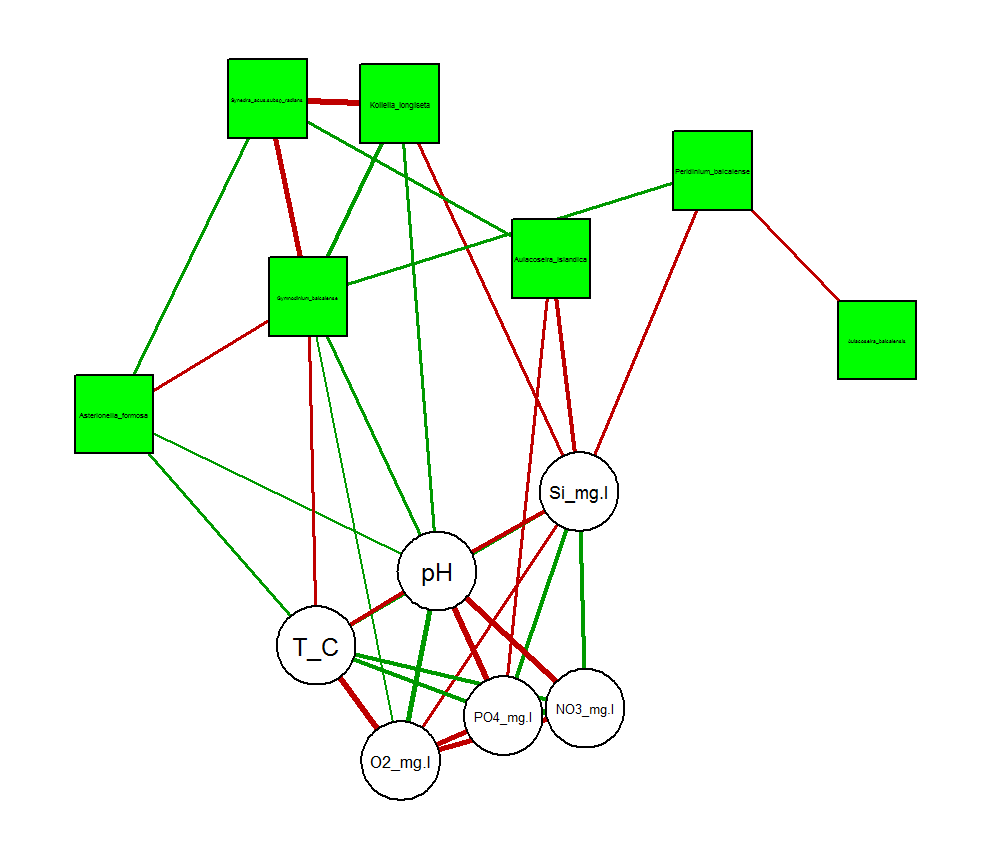 Synedra_acus.subsp_radians
Koliella_longiseta
Peridinium_baicalense
Aulacoseira_islandica
Gymnodinium_baicalense
Aulacoseira_baicalensis
Asterionella_formosa
Si_mg.l
pH
T_C
PO4_mg.l
NO3_mg.l
O2_mg.l